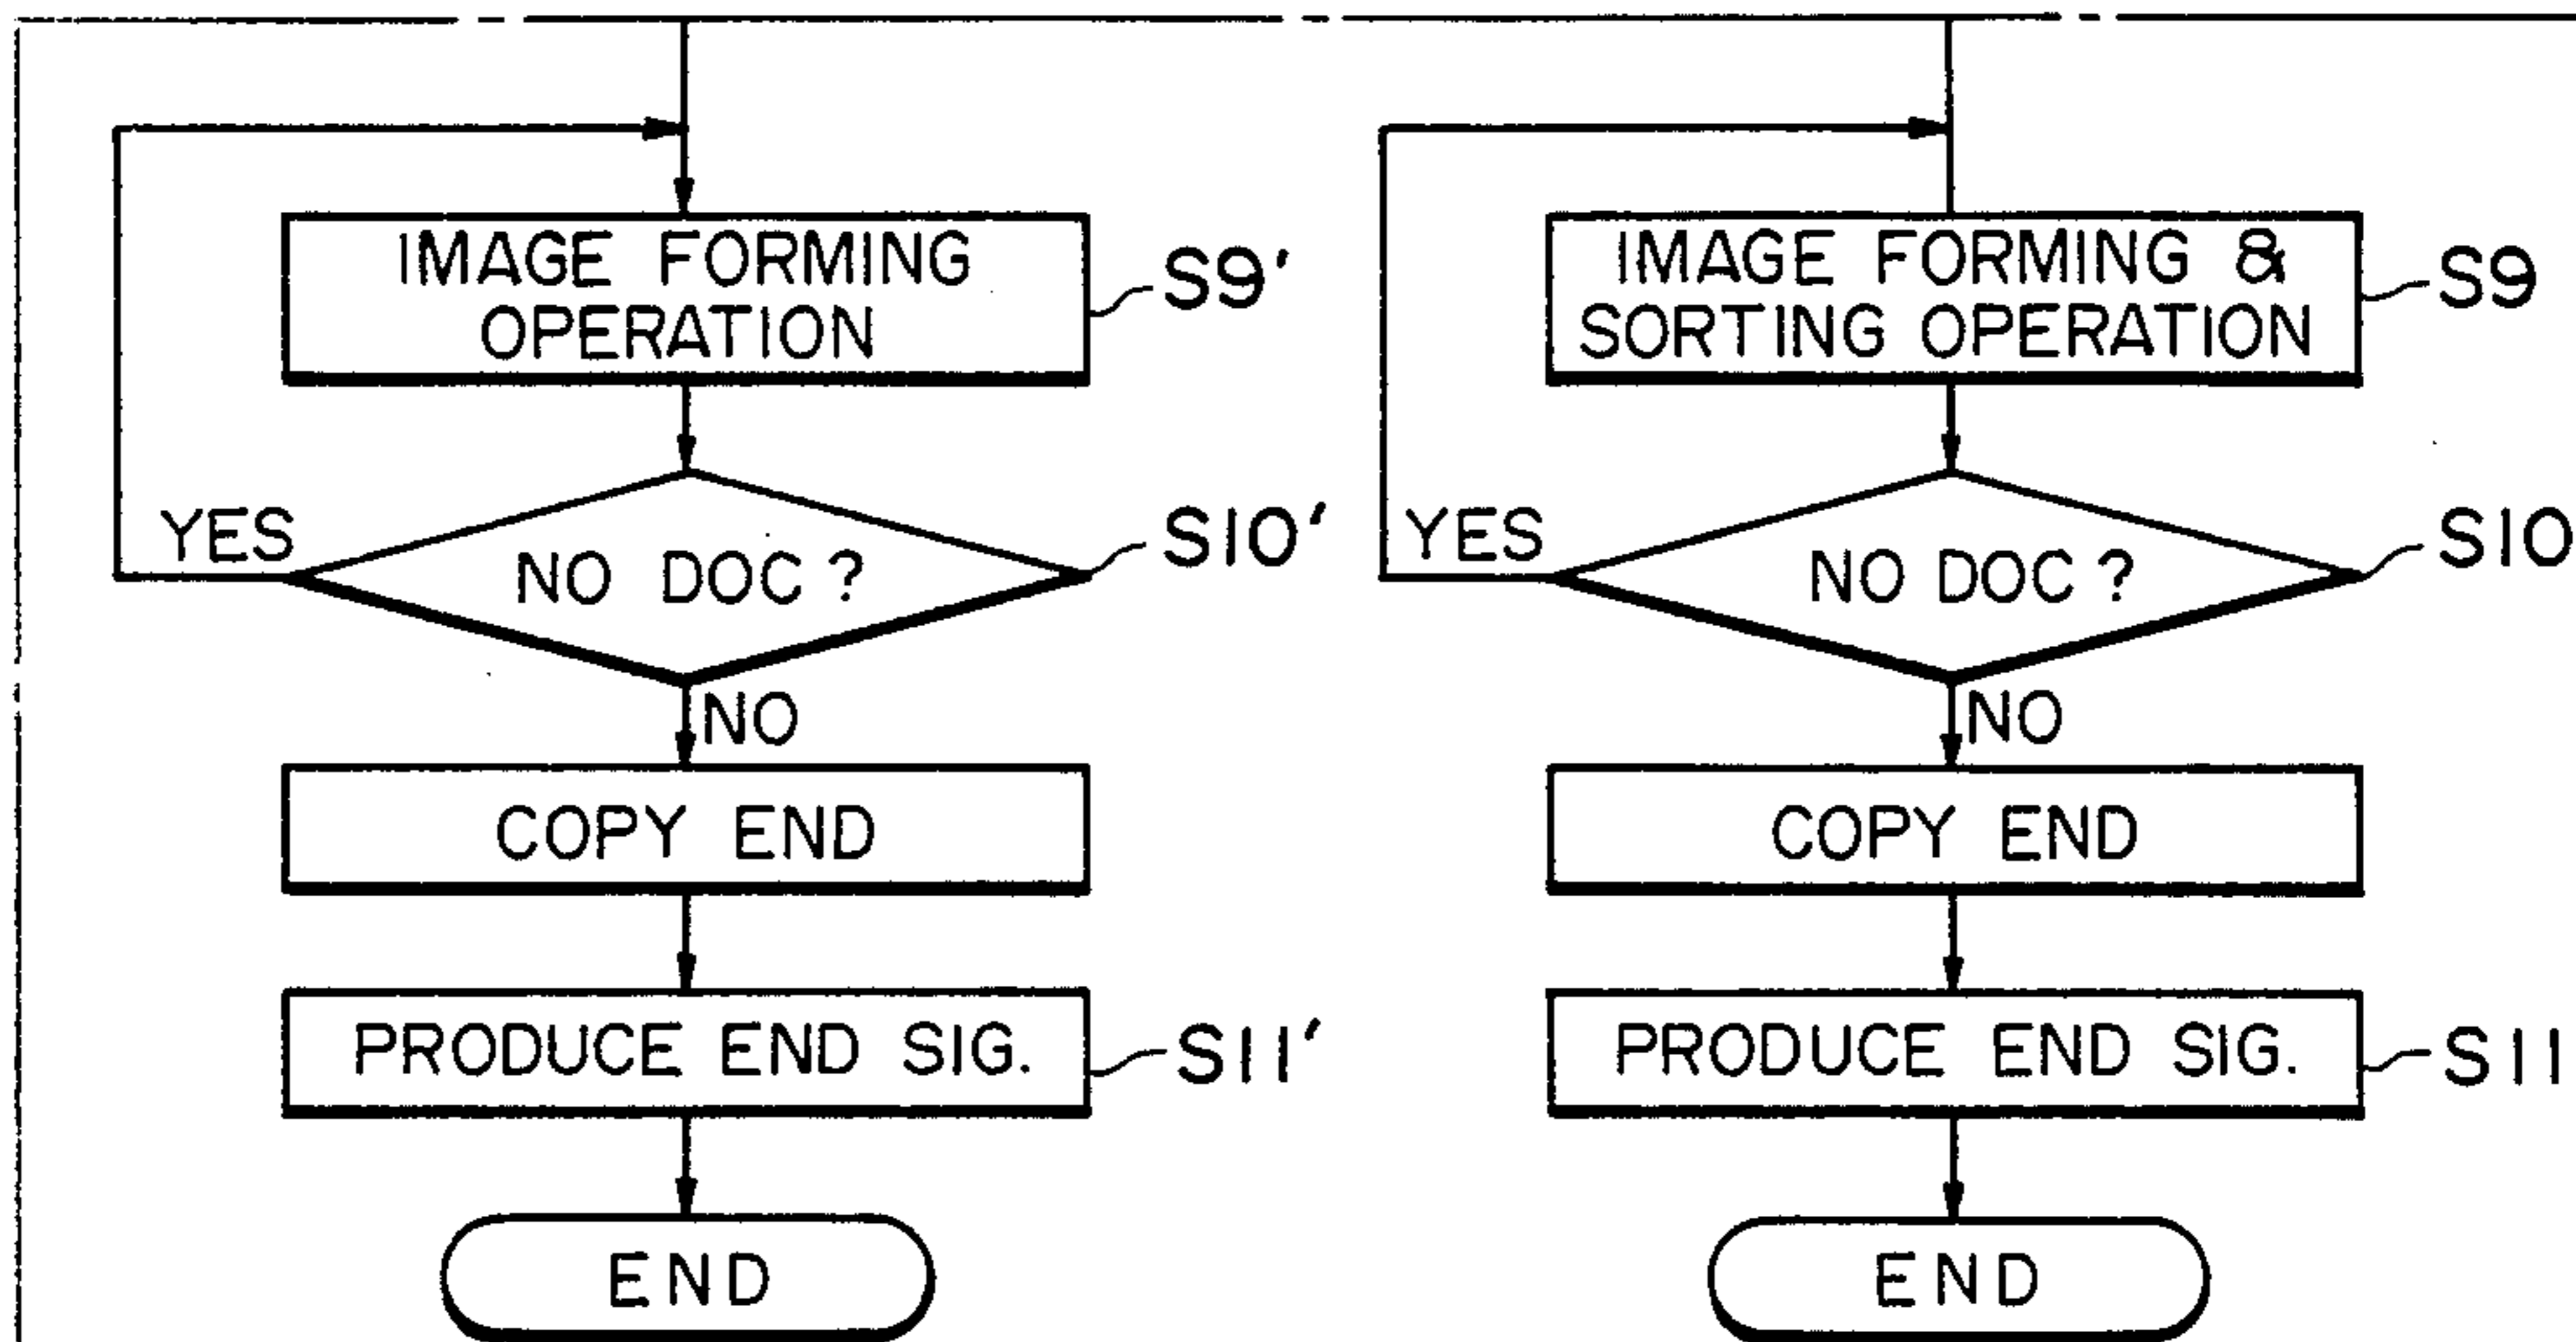 IMAGE FORMING
OPERATION
S9'
YES
NO DOC?
S10'
NO
COPY END
PRODUCE END SIG.
S11'
END
IMAGE FORMING &
SORTING OPERATION
S9
YES
NO DOC?
S10
NO
COPY END
PRODUCE END SIG.
S11
END